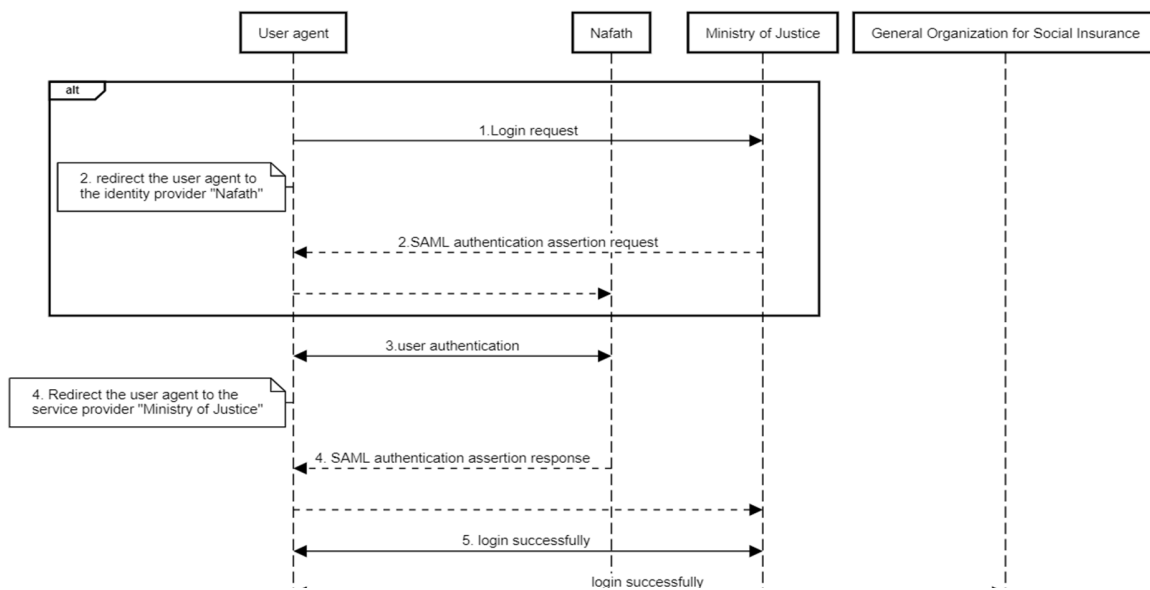 User agent
Nafath
Ministry of Justice
General Organization for Social Insurance
alt
1.Login request
2. redirect the user agent to
the identity provider "Nafath"
2.SAML authentication assertion request
3.user authentication
4. Redirect the user agent to the
service provider "Ministry of Justice"
4. SAML authentication assertion response
5. login successfully
login successfully